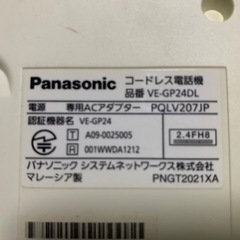 Panasonic コードレス電話機
品番 VE-GP24DL
電源 専用ACアダプター PQLV207JP
認証機器名 VE-GP24
T A09-0025005
R 001WWDA1212
2.4FH8
パナソニック システムネットワークス株式会社
マレーシア製 PNGT2021XA